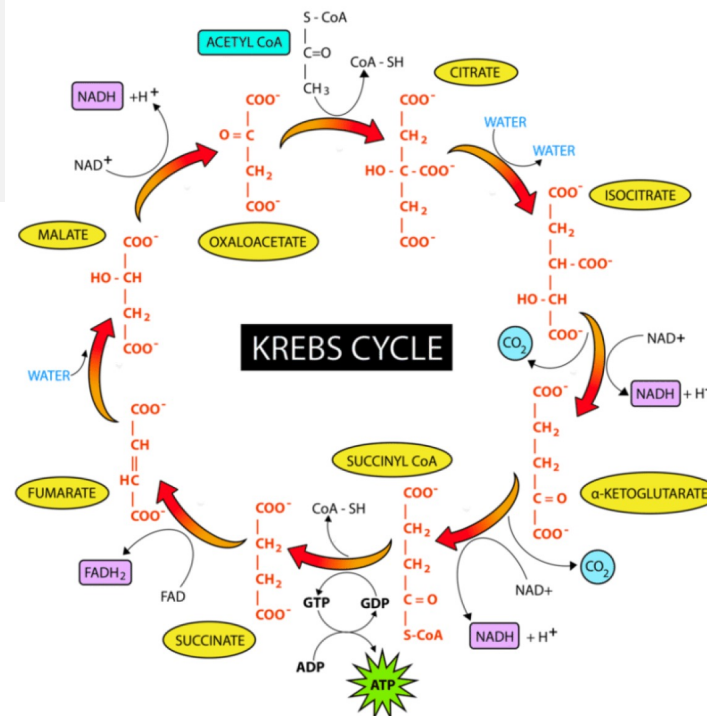 S - CoA
ACETYL CoA
C=O
CoA - SH
CH₃
CITRATE
COO⁻
CH₂
HO - C - COO⁻
CH₂
COO⁻
WATER
WATER
ISOCITRATE
COO⁻
CH₂
CH - COO⁻
HO - CH
COO⁻
CO₂
NAD+
NADH + H⁺
COO⁻
CH₂
CH₂
C = O
COO⁻
α-KETOGLUTARATE
CO₂
NAD+
NADH + H⁺
SUCCINYL CoA
COO⁻
CH₂
CH₂
C = O
S-CoA
CoA - SH
GTP
GDP
ADP
ATP
COO⁻
CH₂
CH₂
COO⁻
SUCCINATE
FAD
FADH₂
COO⁻
CH
HC
COO⁻
FUMARATE
WATER
COO⁻
HO - CH
CH₂
COO⁻
MALATE
NAD⁺
NADH +H⁺
COO⁻
O = C
CH₂
COO⁻
OXALOACETATE
KREBS CYCLE